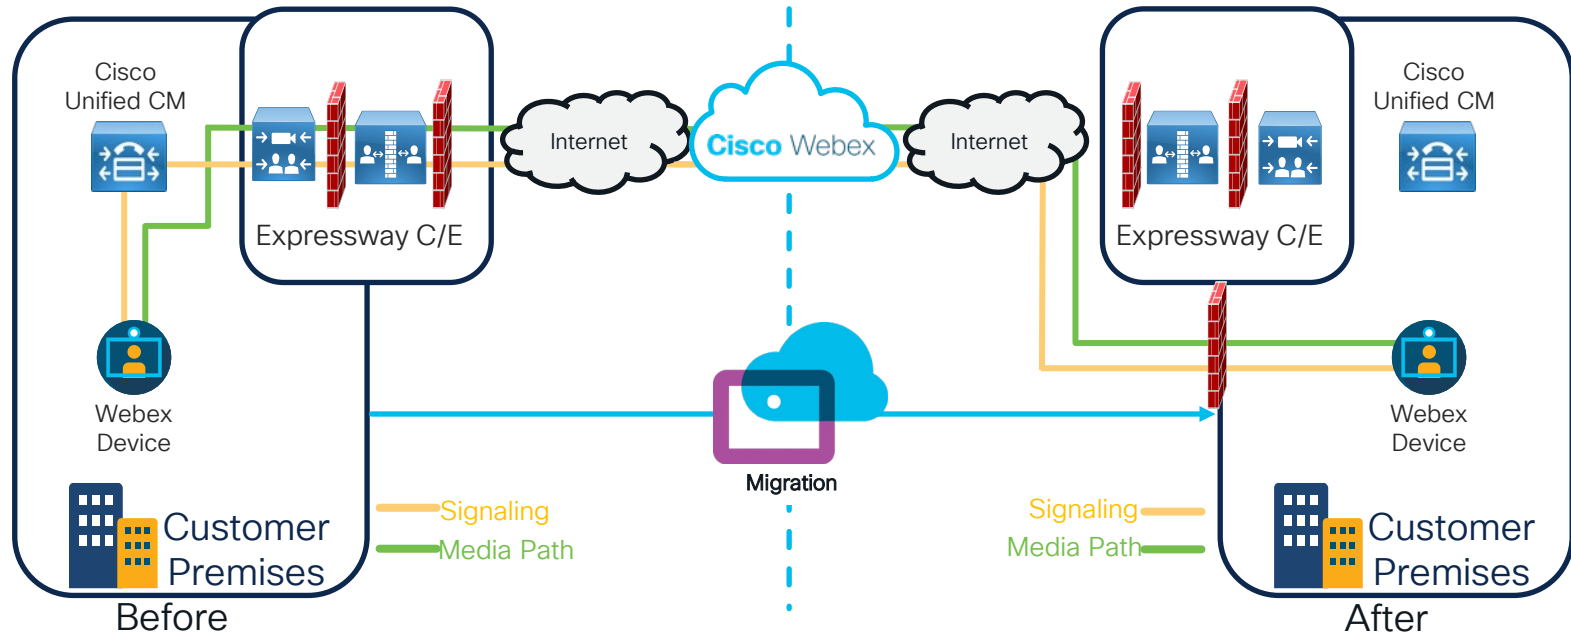 Cisco
Unified CM
Expressway C/E
Webex
Device
Customer
Premises
Before
Internet
Cisco Webex
Internet
Migration
Signaling
Media Path
Signaling
Media Path
Expressway C/E
Cisco
Unified CM
Webex
Device
Customer
Premises
After